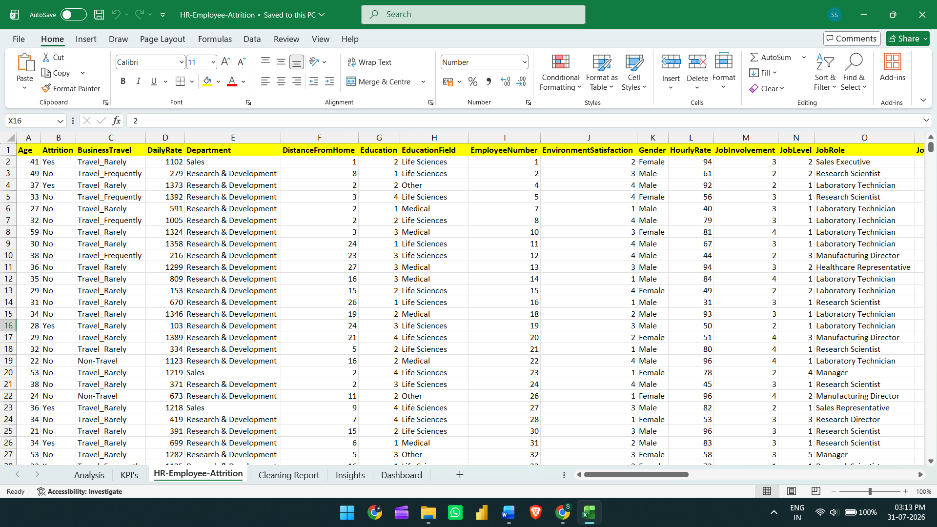 AutoSave Off HR-Employee-Attrition • Saved to this PC Search SS
File Home Insert Draw Page Layout Formulas Data Review View Help Comments Share
Paste Cut Copy Format Painter Clipboard
Calibri 11 A^ A˅ B I U A Font
Wrap Text Merge & Centre Alignment
Number % , Number
Conditional Formatting Format as Table Cell Styles Styles
Insert Delete Format Cells
AutoSum Fill Clear Sort & Filter Find & Select Editing
Add-ins Add-ins
X16 fx 2
A B C D E F G H I J K L M N O
1 Age Attrition BusinessTravel DailyRate Department DistanceFromHome Education EducationField EmployeeNumber EnvironmentSatisfaction Gender HourlyRate JobInvolvement JobLevel JobRole Jo
2 41 Yes Travel_Rarely 1102 Sales 1 2 Life Sciences 1 2 Female 94 3 2 Sales Executive
3 49 No Travel_Frequently 279 Research & Development 8 1 Life Sciences 2 3 Male 61 2 2 Research Scientist
4 37 Yes Travel_Rarely 1373 Research & Development 2 2 Other 4 4 Male 92 2 1 Laboratory Technician
5 33 No Travel_Frequently 1392 Research & Development 3 4 Life Sciences 5 4 Female 56 3 1 Research Scientist
6 27 No Travel_Rarely 591 Research & Development 2 1 Medical 7 1 Male 40 3 1 Laboratory Technician
7 32 No Travel_Frequently 1005 Research & Development 2 2 Life Sciences 8 4 Male 79 3 1 Laboratory Technician
8 59 No Travel_Rarely 1324 Research & Development 3 3 Medical 10 3 Female 81 4 1 Laboratory Technician
9 30 No Travel_Rarely 1358 Research & Development 24 1 Life Sciences 11 4 Male 67 3 1 Laboratory Technician
10 38 No Travel_Frequently 216 Research & Development 23 3 Life Sciences 12 4 Male 44 2 3 Manufacturing Director
11 36 No Travel_Rarely 1299 Research & Development 27 3 Medical 13 3 Male 94 3 2 Healthcare Representative
12 35 No Travel_Rarely 809 Research & Development 16 3 Medical 14 1 Male 84 4 1 Laboratory Technician
13 29 No Travel_Rarely 153 Research & Development 15 2 Life Sciences 15 4 Female 49 2 2 Laboratory Technician
14 31 No Travel_Rarely 670 Research & Development 26 1 Life Sciences 16 1 Male 31 3 1 Research Scientist
15 34 No Travel_Rarely 1346 Research & Development 19 2 Medical 18 2 Male 93 3 1 Laboratory Technician
16 28 Yes Travel_Rarely 103 Research & Development 24 3 Life Sciences 19 3 Male 50 2 1 Laboratory Technician
17 29 No Travel_Rarely 1389 Research & Development 21 4 Life Sciences 20 2 Female 51 4 3 Manufacturing Director
18 32 No Travel_Rarely 334 Research & Development 5 2 Life Sciences 21 1 Male 80 4 1 Research Scientist
19 22 No Non-Travel 1123 Research & Development 16 2 Medical 22 4 Male 96 4 1 Laboratory Technician
20 53 No Travel_Rarely 1219 Sales 2 4 Life Sciences 23 1 Female 78 2 4 Manager
21 38 No Travel_Rarely 371 Research & Development 2 3 Life Sciences 24 4 Male 45 3 1 Research Scientist
22 24 No Non-Travel 673 Research & Development 11 2 Other 26 1 Female 96 4 2 Manufacturing Director
23 36 Yes Travel_Rarely 1218 Sales 9 4 Life Sciences 27 3 Male 82 2 1 Sales Representative
24 34 No Travel_Rarely 419 Research & Development 7 4 Life Sciences 28 1 Female 53 3 3 Research Director
25 21 No Travel_Rarely 391 Research & Development 15 2 Life Sciences 30 3 Male 96 3 1 Research Scientist
26 34 Yes Travel_Rarely 699 Research & Development 6 1 Medical 31 2 Male 83 3 1 Research Scientist
27 53 No Travel_Rarely 1282 Research & Development 5 3 Other 32 3 Female 58 3 5 Manager
Analysis KPI's HR-Employee-Attrition Cleaning Report Insights Dashboard +
Ready Accessibility: Investigate 100%
ENG IN 100% 03:13 PM 31-07-2026